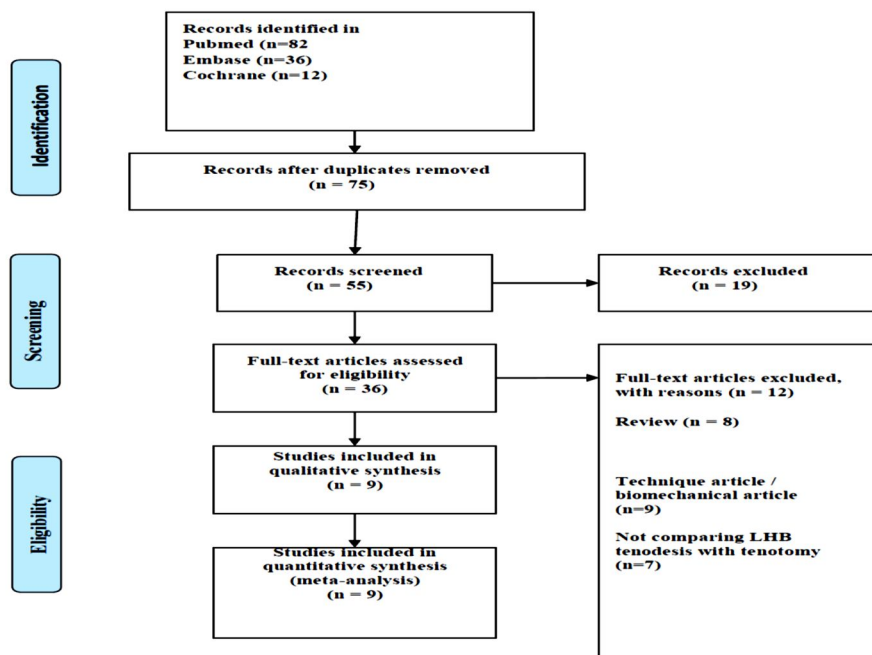 Records identified in
Pubmed (n=82
Embase (n=36)
Cochrane (n=12)
Identification
Records after duplicates removed
(n = 75)
Records screened
(n = 55)
Records excluded
(n = 19)
Screening
Full-text articles assessed
for eligibility
(n = 36)
Full-text articles excluded,
with reasons (n = 12)
Review (n = 8)
Technique article /
biomechanical article
(n=9)
Not comparing LHB
tenodesis with tenotomy
(n=7)
Eligibility
Studies included in
qualitative synthesis
(n = 9)
Studies included in
quantitative synthesis
(meta-analysis)
(n = 9)